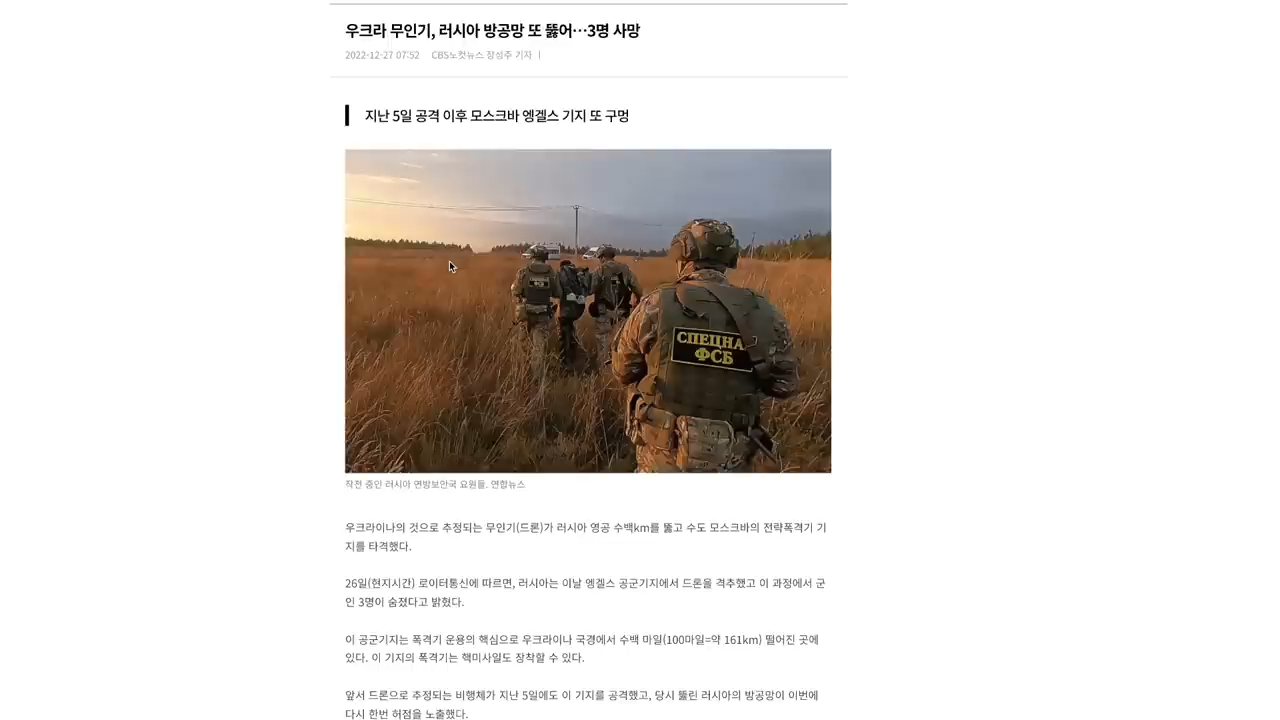 우크라 무인기, 러시아 방공망 또 뚫어…3명 사망
2022-12-27 07:52 CBS노컷뉴스 장성주 기자
지난 5일 공격 이후 모스크바 엥겔스 기지 또 구멍
СПЕЦНА
ФСБ
작전 중인 러시아 연방보안국 요원들. 연합뉴스
우크라이나의 것으로 추정되는 무인기(드론)가 러시아 영공 수백km를 뚫고 수도 모스크바의 전략폭격기 기
지를 타격했다.
26일(현지시간) 로이터통신에 따르면, 러시아는 이날 엥겔스 공군기지에서 드론을 격추했고 이 과정에서 군
인 3명이 숨졌다고 밝혔다.
이 공군기지는 폭격기 운용의 핵심으로 우크라이나 국경에서 수백 마일(100마일=약 161km) 떨어진 곳에
있다. 이 기지의 폭격기는 핵미사일도 장착할 수 있다.
앞서 드론으로 추정되는 비행체가 지난 5일에도 이 기지를 공격했고, 당시 뚫린 러시아의 방공망이 이번에
다시 한번 허점을 노출했다.